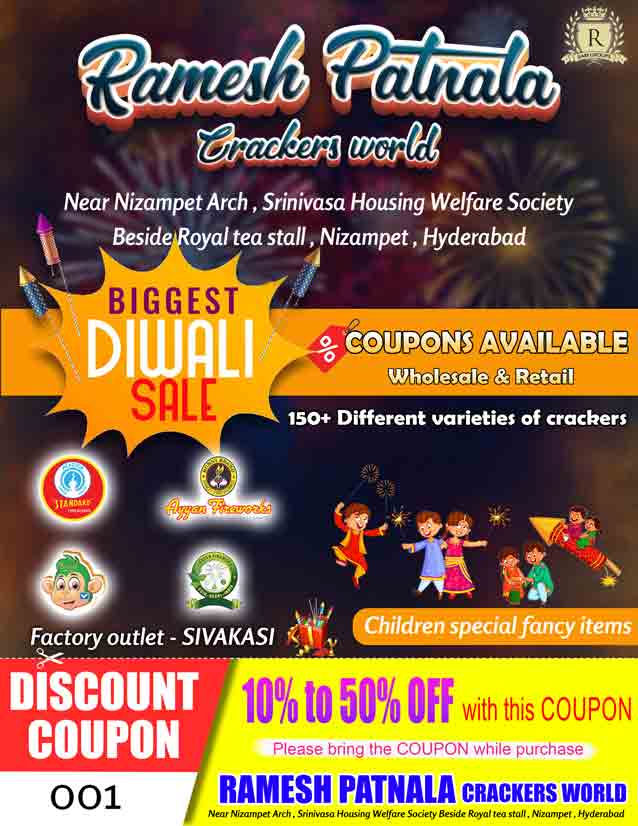 R
Ramesh Patnala
Crackers world
Near Nizampet Arch , Srinivasa Housing Welfare Society
Beside Royal tea stall , Nizampet , Hyderabad
BIGGEST
DIWALI
SALE
%
COUPONS AVAILABLE
Wholesale & Retail
150+ Different varieties of crackers
STANDARD
Ayyan Fireworks
Children special fancy items
Factory outlet - SIVAKASI
DISCOUNT
COUPON
001
10% to 50% OFF with this COUPON
Please bring the COUPON while purchase
RAMESH PATNALA CRACKERS WORLD
Near Nizampet Arch , Srinivasa Housing Welfare Society Beside Royal tea stall , Nizampet , Hyderabad